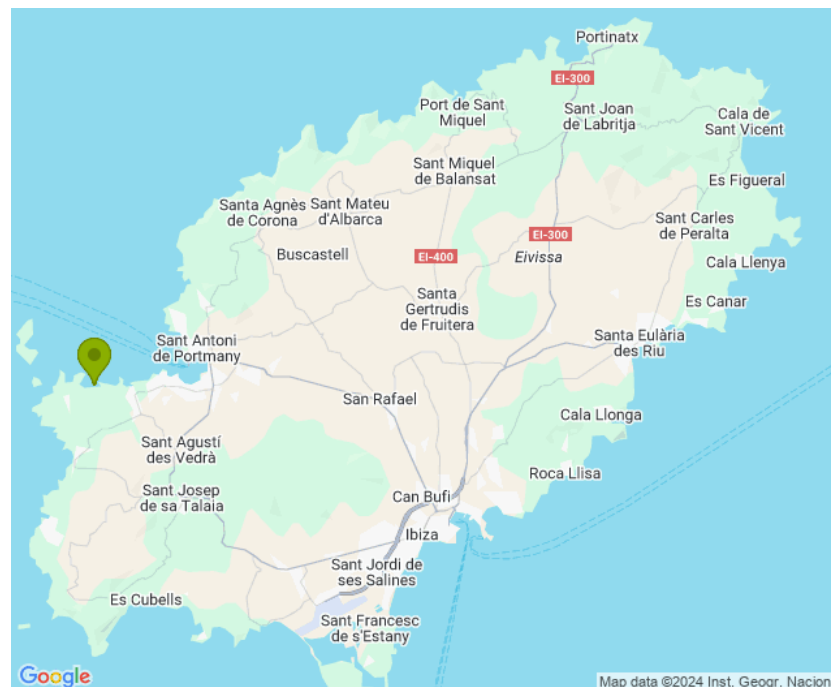 Portinatx
EI-300
Port de Sant
Miquel
Sant Joan
de Labritja
Cala de
Sant Vicent
Sant Miquel
de Balansat
Es Figueral
Santa Agnès
de Corona
Sant Mateu
d'Albarca
Sant Carles
de Peralta
EI-300
Buscastell
EI-400
Eivissa
Cala Llenya
Santa
Gertrudis
de Fruitera
Es Canar
Sant Antoni
de Portmany
Santa Eulària
des Riu
San Rafael
Cala Llonga
Sant Agustí
des Vedrà
Roca Llisa
Sant Josep
de sa Talaia
Can Bufi
Ibiza
Sant Jordi de
ses Salines
Es Cubells
Sant Francesc
de s'Estany
Google
Map data ©2024 Inst. Geogr. Nacion